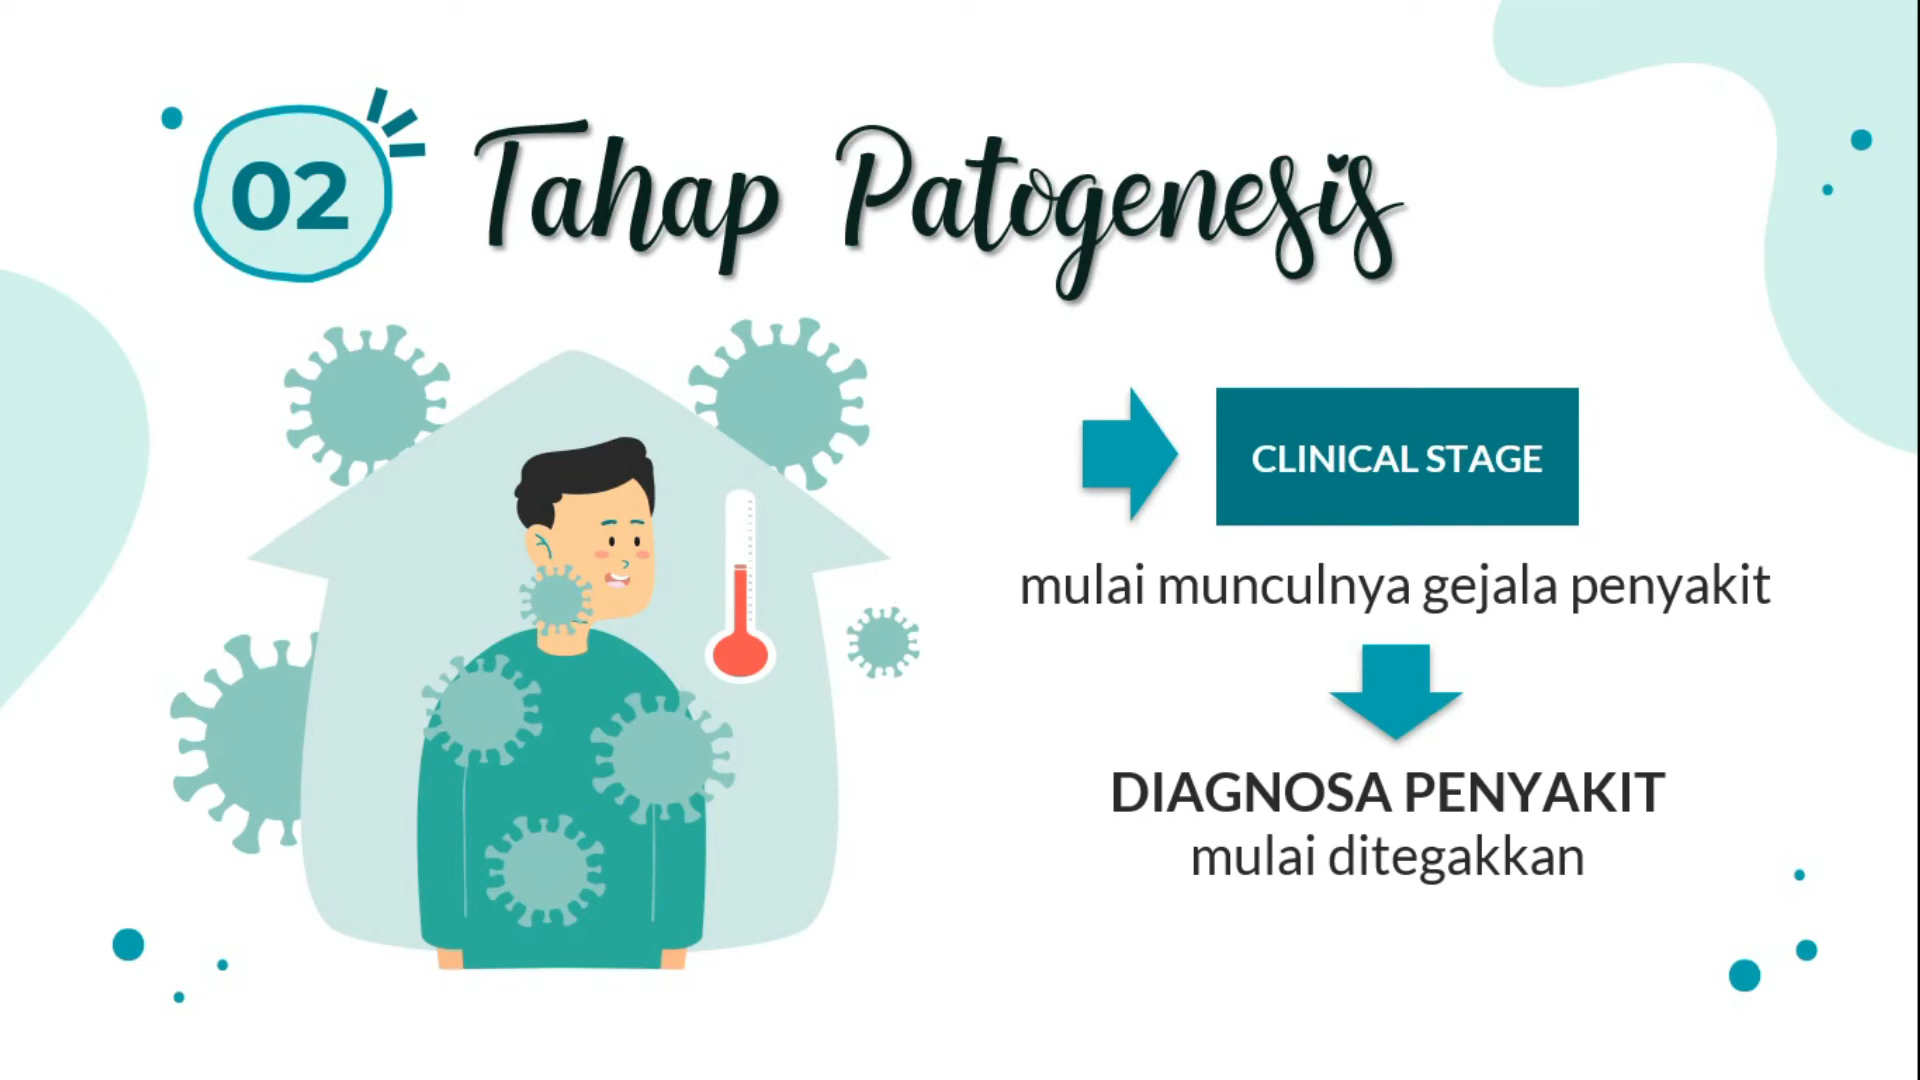 02
Tahap Patogenesis
CLINICAL STAGE
mulai munculnya gejala penyakit
DIAGNOSA PENYAKIT
mulai ditegakkan